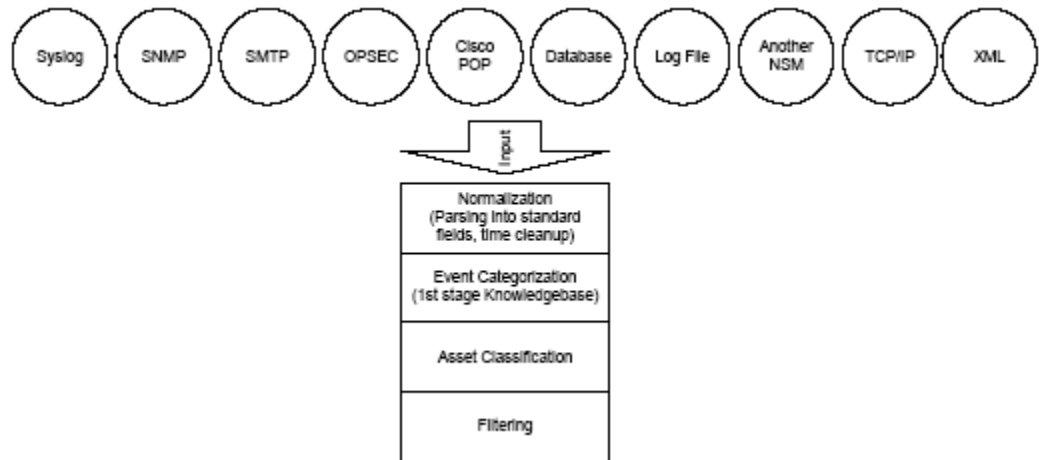 Syslog
SNMP
SMTP
OPSEC
Cisco
POP
Database
Log File
Another
NSM
TCP/IP
XML
Input
Normalization
(Parsing into standard
fields, time cleanup)
Event Categorization
(1st stage Knowledgebase)
Asset Classification
Filtering